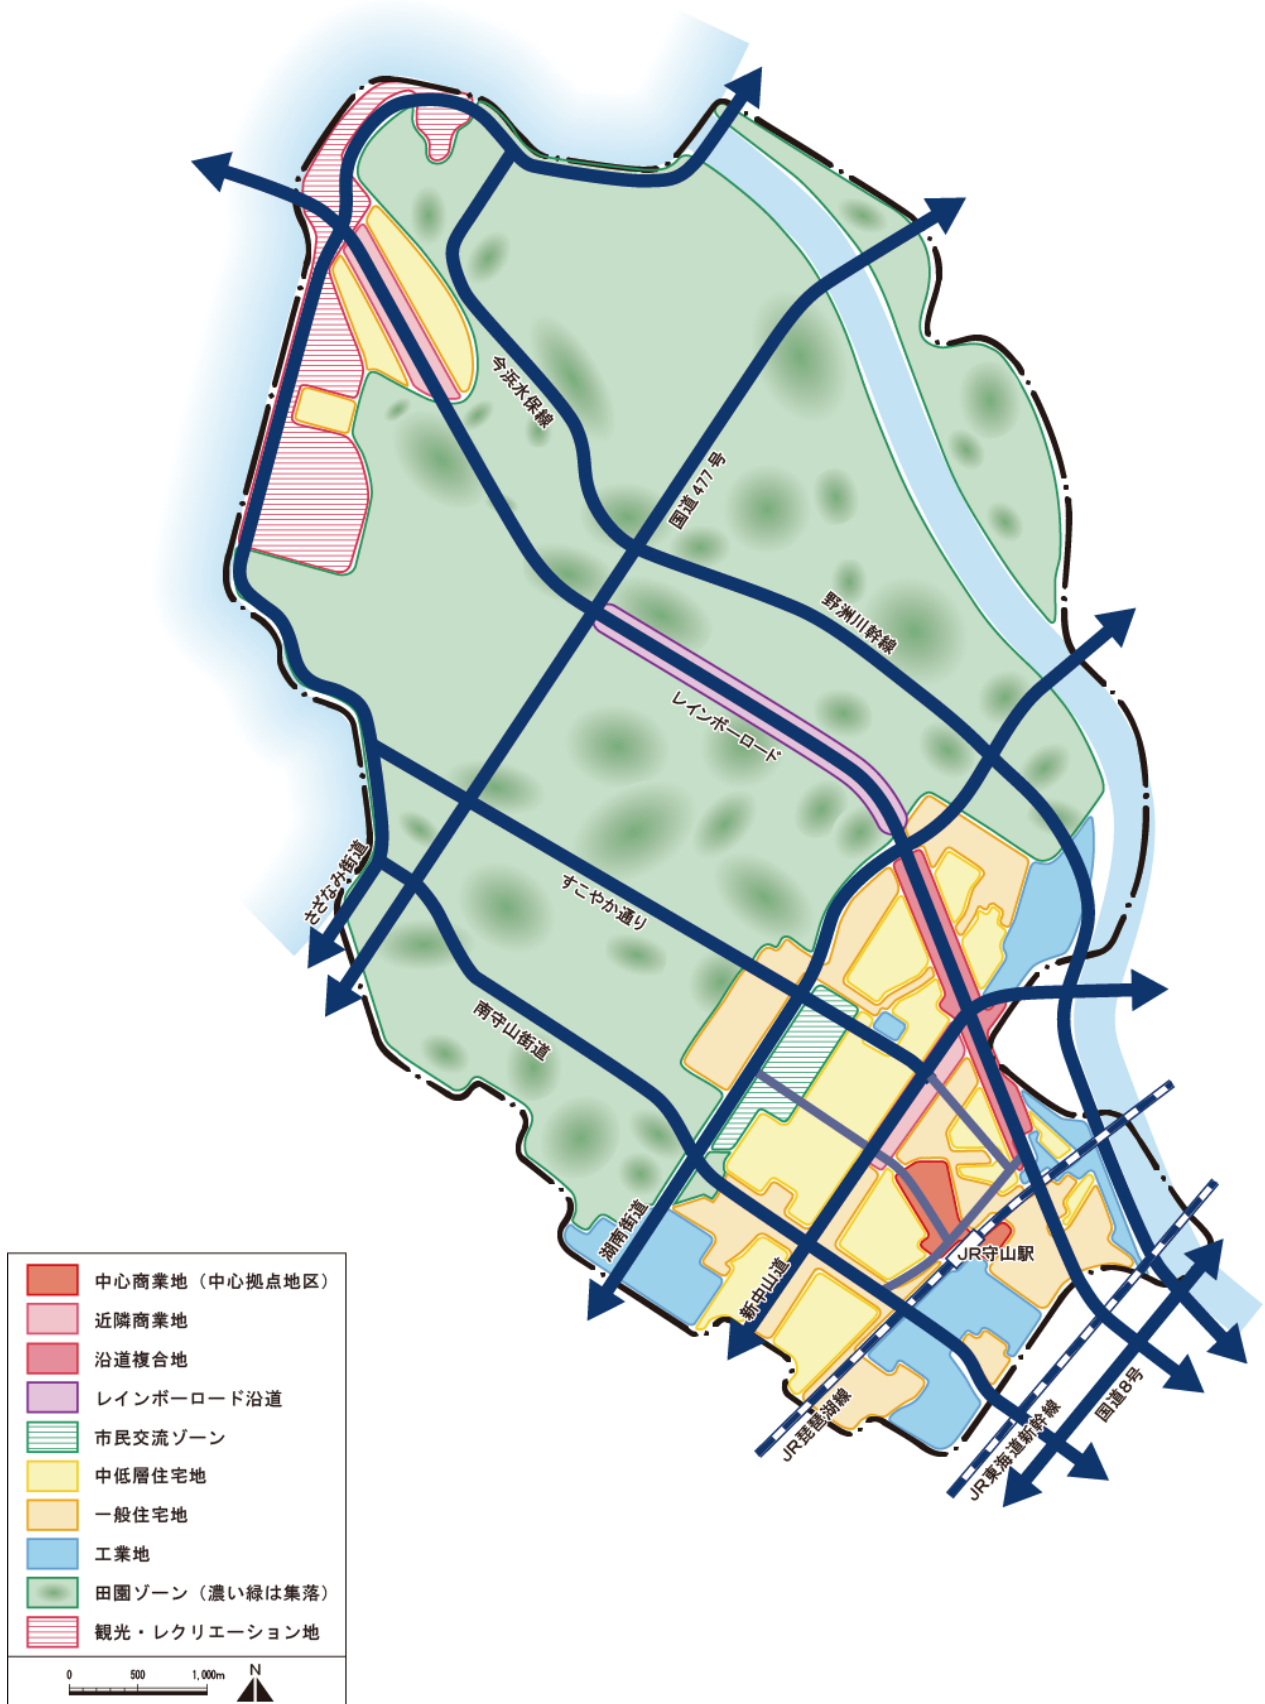 今浜水保線
国道477号
野洲川幹線
レインボーロード
さざなみ街道
すこやか通り
南守山街道
湖南街道
新中山道
JR守山駅
JR琵琶湖線
JR東海道新幹線
国道8号
中心商業地（中心拠点地区）
近隣商業地
沿道複合地
レインボーロード沿道
市民交流ゾーン
中低層住宅地
一般住宅地
工業地
田園ゾーン（濃い緑は集落）
観光・レクリエーション地
0 500 1,000m N